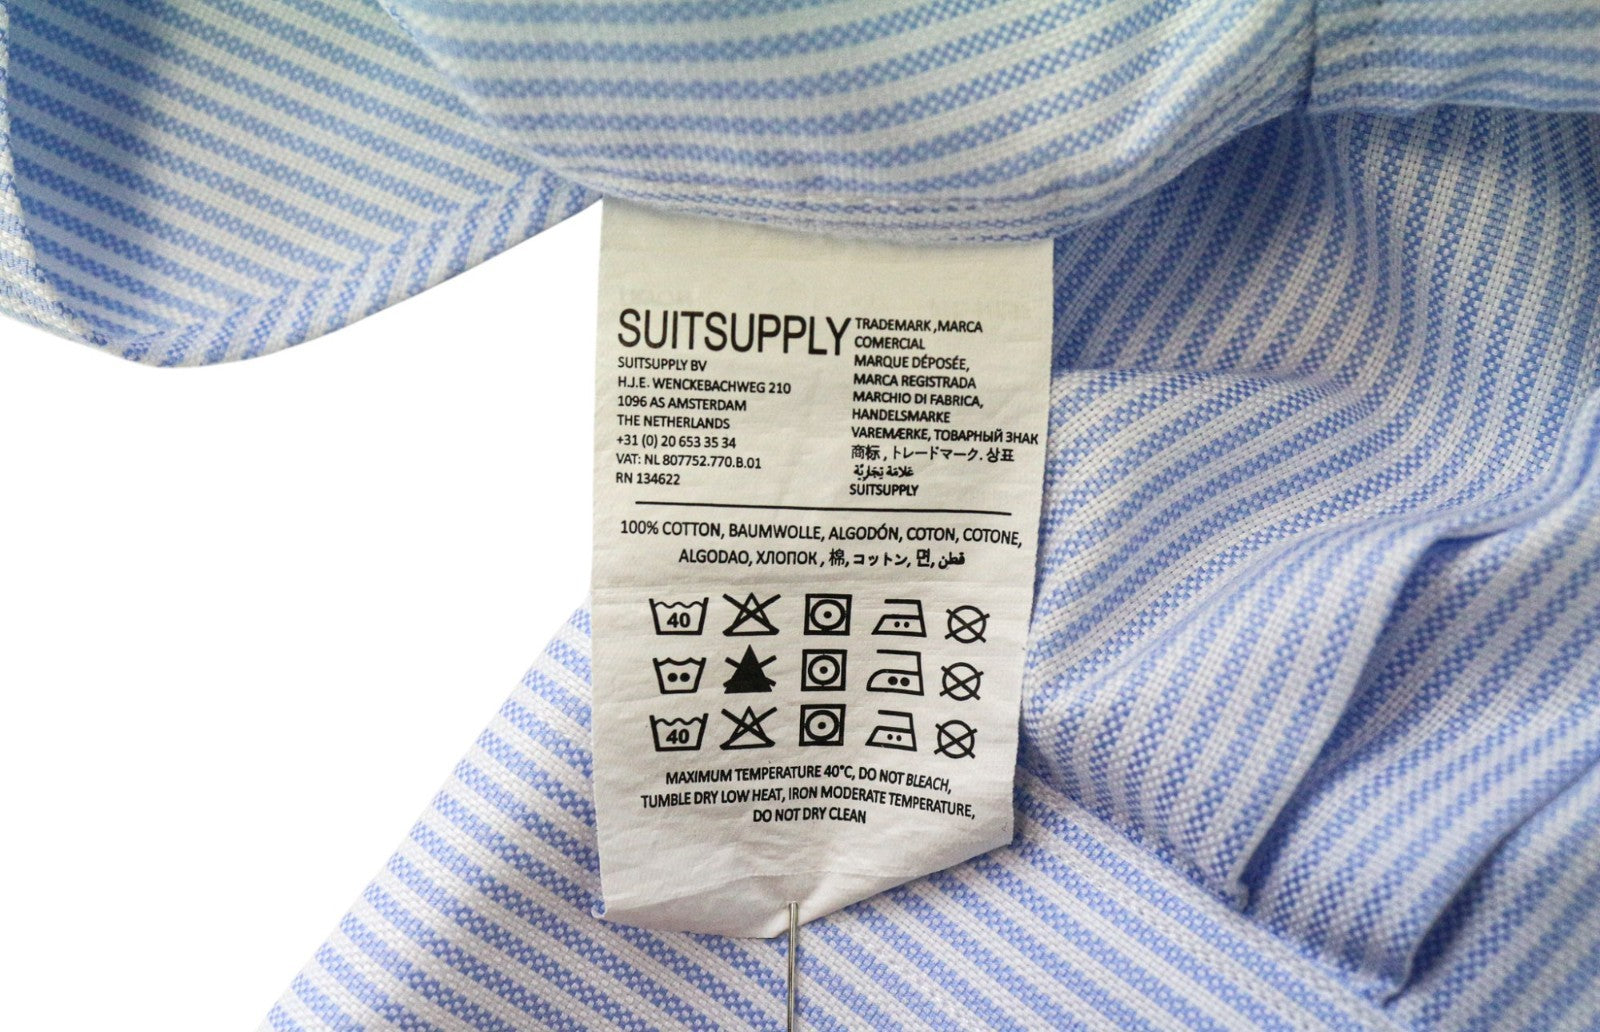 SUITSUPPLY
SUITSUPPLY BV
H.J.E. WENCKEBACHWEG 210
1096 AS AMSTERDAM
THE NETHERLANDS
+31 (0) 20 653 35 34
VAT: NL 807752.770.B.01
RN 134622
TRADEMARK ,MARCA
COMERCIAL
MARQUE DÉPOSÉE,
MARCA REGISTRADA
MARCHIO DI FABRICA,
HANDELSMARKE
VAREMÆRKE, ТОВАРНЫЙ ЗНАК
商标 , トレードマーク. 상표
علامة تجارية
SUITSUPPLY
100% COTTON, BAUMWOLLE, ALGODÓN, COTON, COTONE,
ALGODAO, ХЛОПОК , 棉, コットン, 면, قطن
40
40
MAXIMUM TEMPERATURE 40°C, DO NOT BLEACH,
TUMBLE DRY LOW HEAT, IRON MODERATE TEMPERATURE,
DO NOT DRY CLEAN